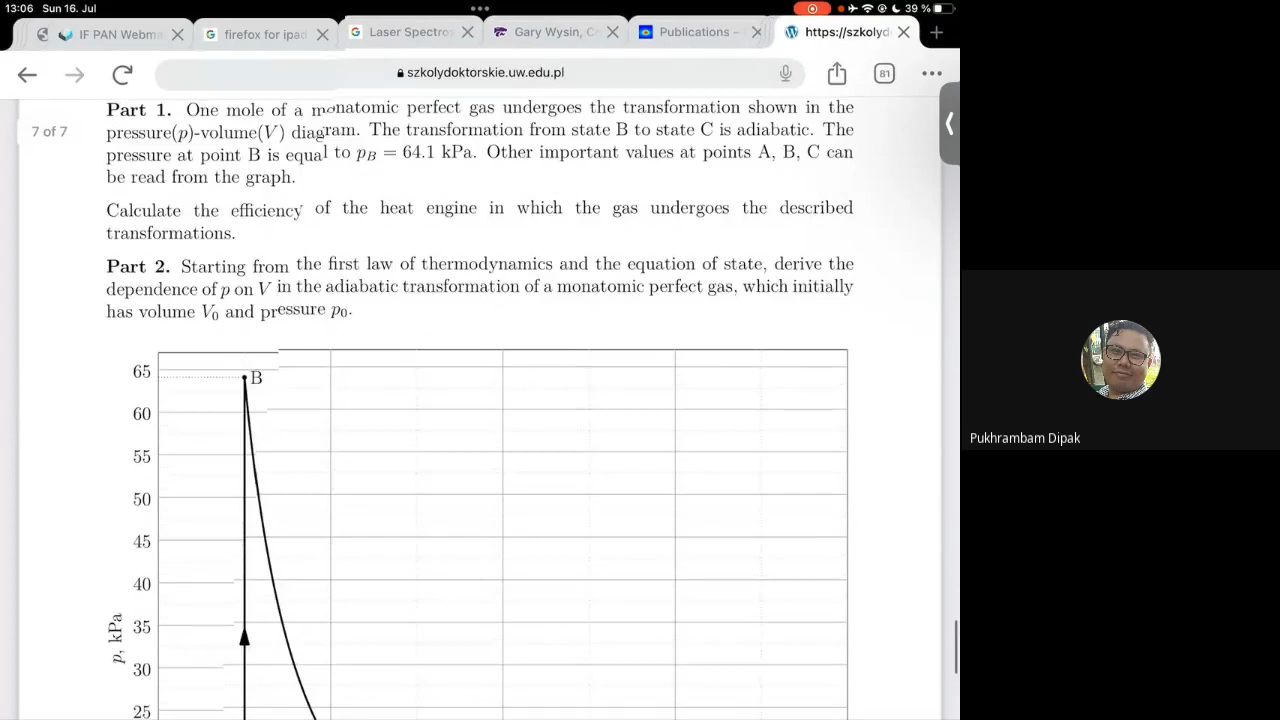 13:06 Sun 16. Jul
39 %
IF PAN Webma
firefox for ipad
Laser Spectros
Gary Wysin, Co
Publications –
https://szkolyd
szkolydoktorskie.uw.edu.pl
81
7 of 7
Part 1. One mole of a monatomic perfect gas undergoes the transformation shown in the
pressure(p)-volume(V) diagram. The transformation from state B to state C is adiabatic. The
pressure at point B is equal to pB = 64.1 kPa. Other important values at points A, B, C can
be read from the graph.
Calculate the efficiency of the heat engine in which the gas undergoes the described
transformations.
Part 2. Starting from the first law of thermodynamics and the equation of state, derive the
dependence of p on V in the adiabatic transformation of a monatomic perfect gas, which initially
has volume V0 and pressure p0.
65
B
60
55
50
45
40
35
30
25
p, kPa
Pukhrambam Dipak